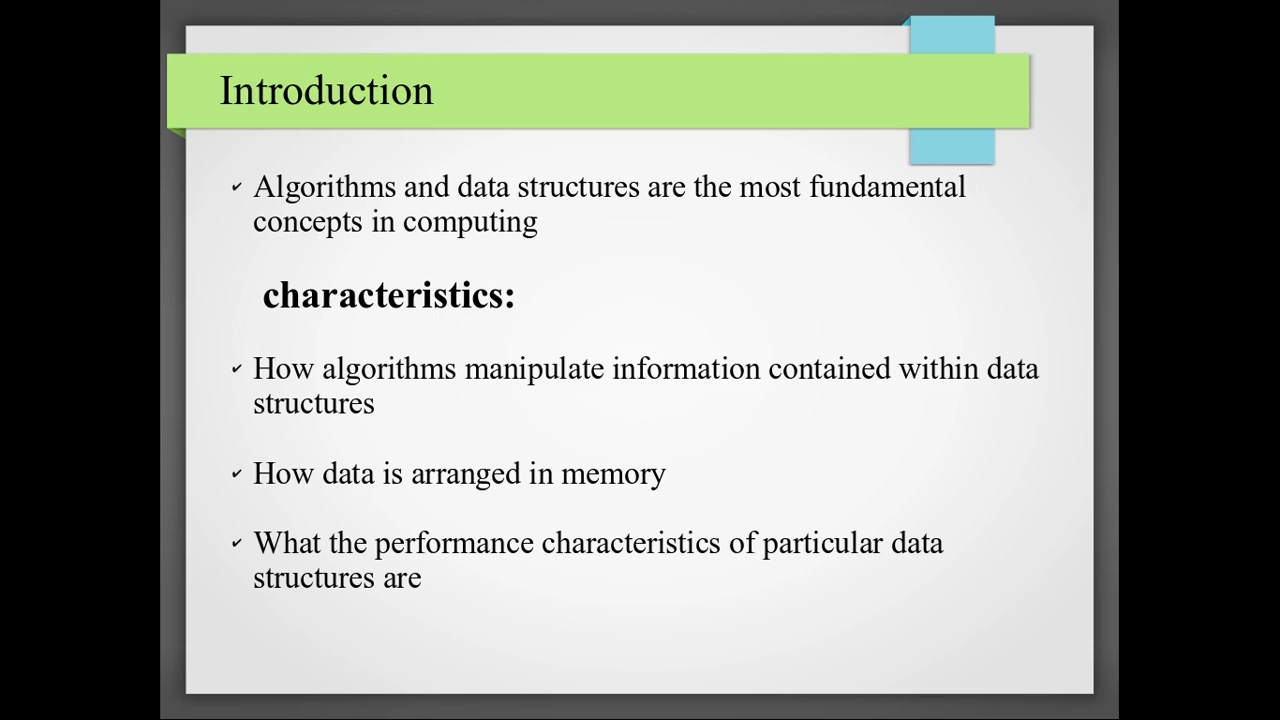 Introduction
✔ Algorithms and data structures are the most fundamental
concepts in computing
characteristics:
✔ How algorithms manipulate information contained within data
structures
✔ How data is arranged in memory
✔ What the performance characteristics of particular data
structures are